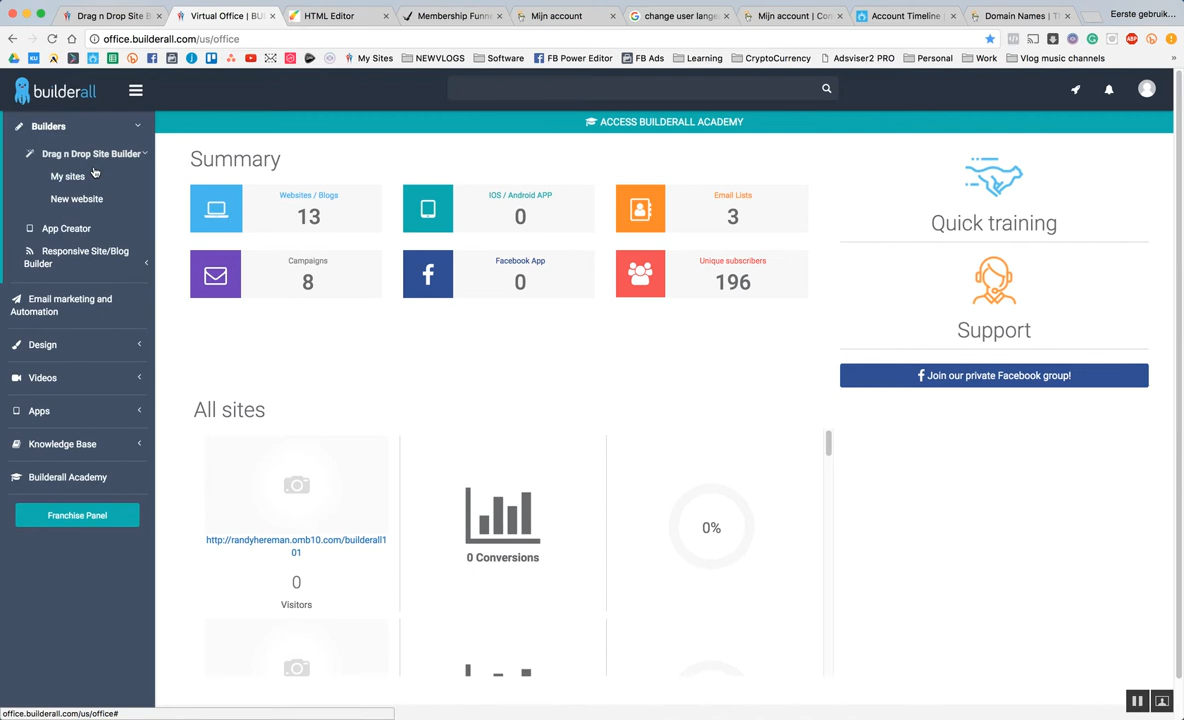 Drag n Drop Site B
Virtual Office | BU
HTML Editor
Membership Funn
Mijn account
change user lang
Mijn account | Con
Account Timeline
Domain Names | Th
Eerste gebruik...
office.builderall.com/us/office
My Sites
NEWVLOGS
Software
FB Power Editor
FB Ads
Learning
CryptoCurrency
Adsviser2 PRO
Personal
Work
Vlog music channels
»
builderall
ACCESS BUILDERALL ACADEMY
Builders
Drag n Drop Site Builder
My sites
New website
App Creator
Responsive Site/Blog
Builder
Email marketing and
Automation
Design
Videos
Apps
Knowledge Base
Builderall Academy
Franchise Panel
Summary
Websites / Blogs
13
IOS / Android APP
0
Email Lists
3
Campaigns
8
Facebook App
0
Unique subscribers
196
Quick training
Support
Join our private Facebook group!
All sites
http://randyhereman.omb10.com/builderall1
01
0
Visitors
0 Conversions
0%
office.builderall.com/us/office#